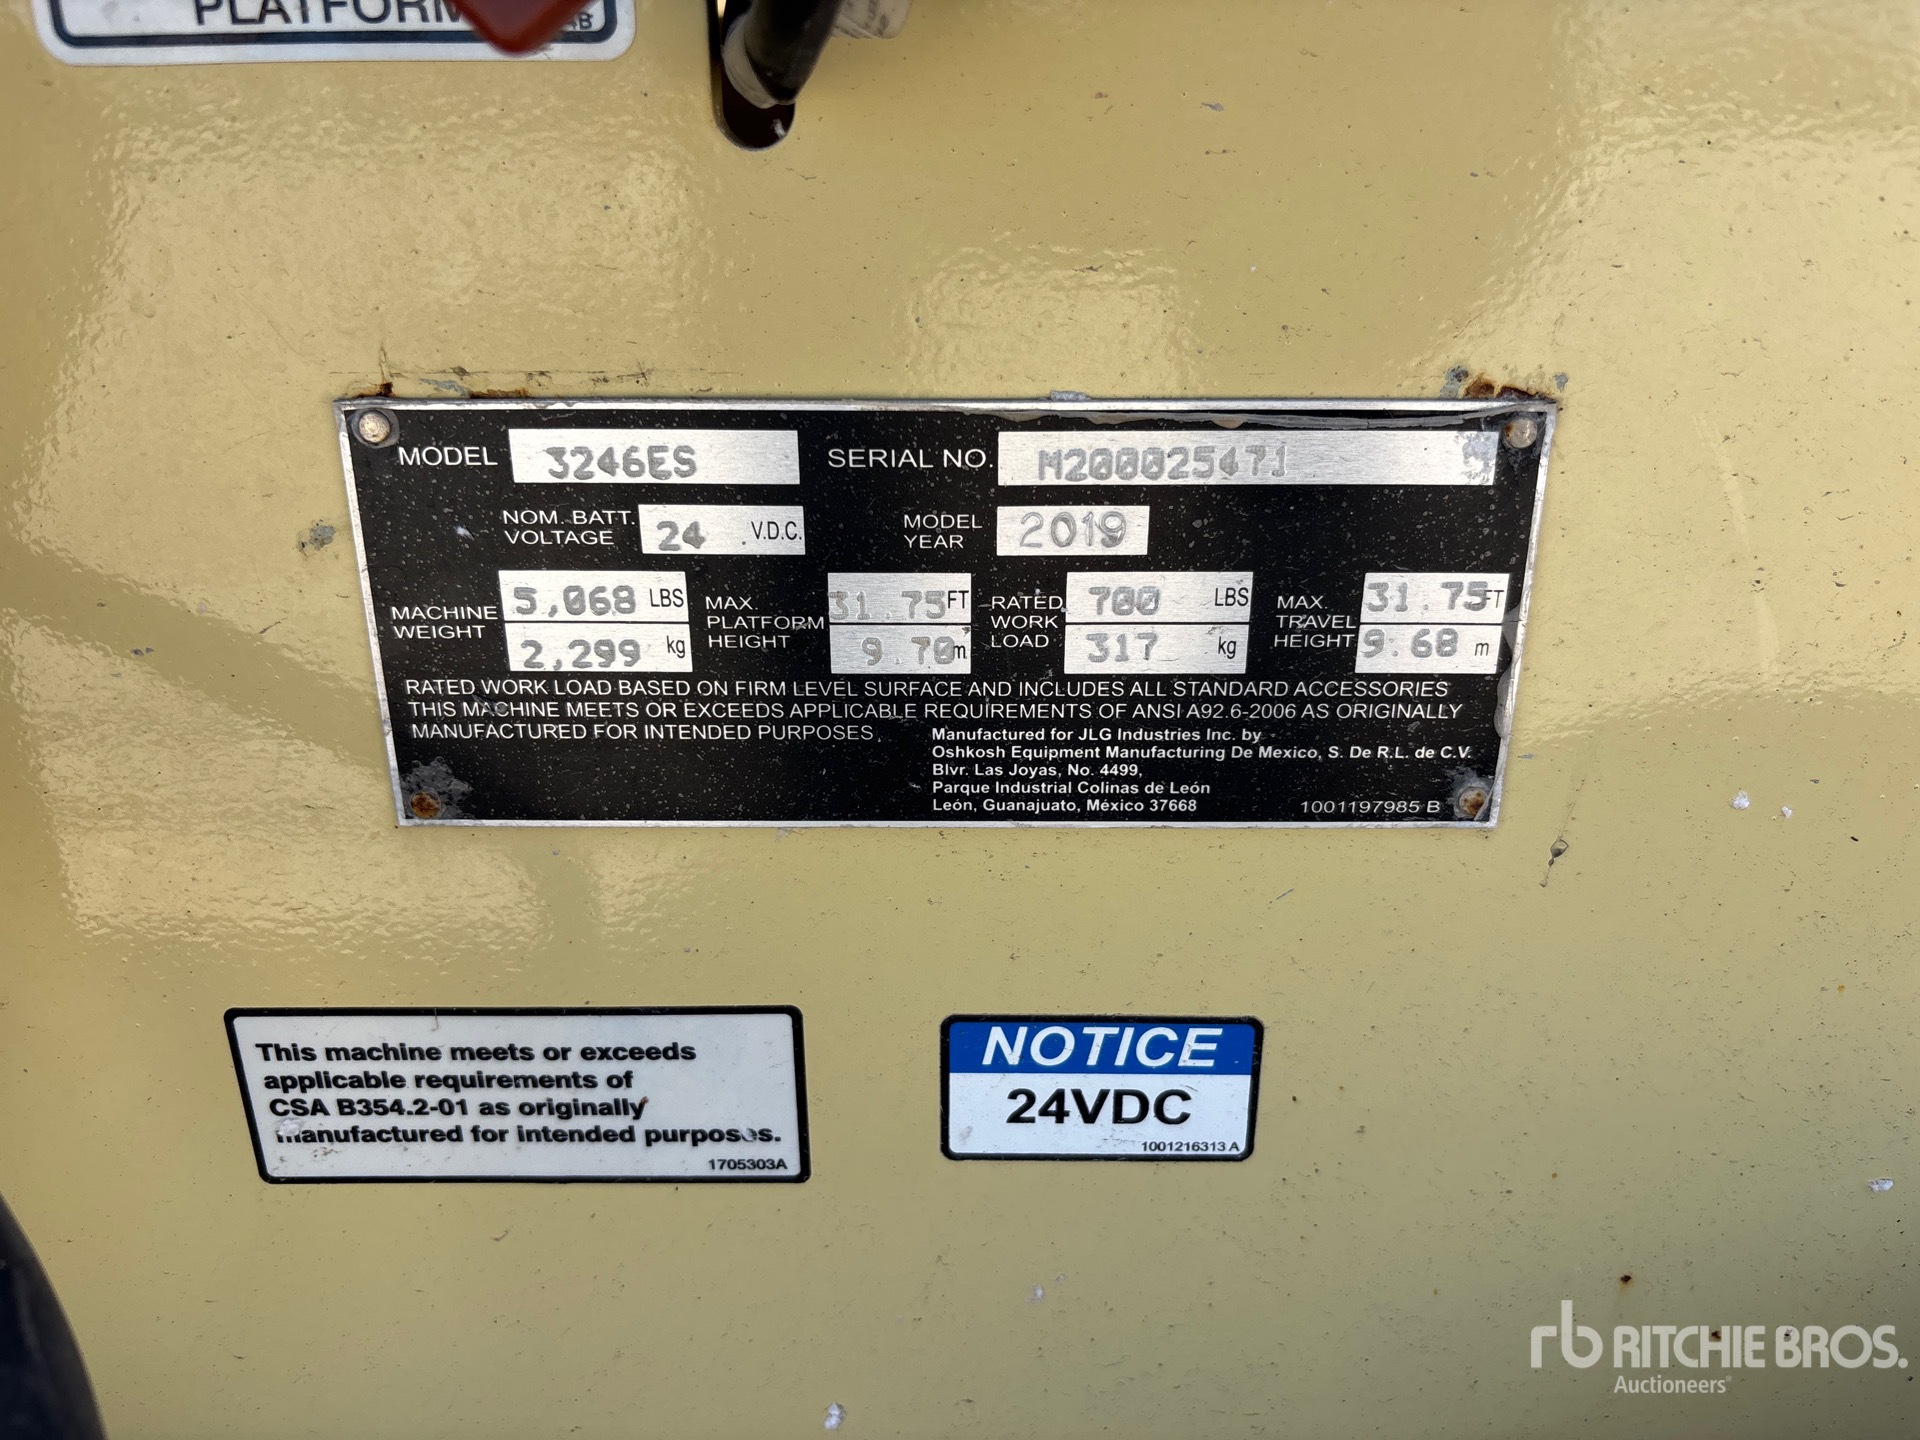 PLATFORM
MODEL 3246ES SERIAL NO. M200025471
NOM. BATT. VOLTAGE 24 V.D.C. MODEL YEAR 2019
MACHINE WEIGHT 5,068 LBS 2,299 kg MAX. PLATFORM HEIGHT 31.75 FT 9.70 m RATED WORK LOAD 700 LBS 317 kg MAX. TRAVEL HEIGHT 31.75 FT 9.68 m
RATED WORK LOAD BASED ON FIRM LEVEL SURFACE AND INCLUDES ALL STANDARD ACCESSORIES
THIS MACHINE MEETS OR EXCEEDS APPLICABLE REQUIREMENTS OF ANSI A92.6-2006 AS ORIGINALLY
MANUFACTURED FOR INTENDED PURPOSES.
Manufactured for JLG Industries Inc. by
Oshkosh Equipment Manufacturing De Mexico, S. De R.L. de C.V.
Blvr. Las Joyas, No. 4499,
Parque Industrial Colinas de León
León, Guanajuato, México 37668
1001197985 B
This machine meets or exceeds
applicable requirements of
CSA B354.2-01 as originally
manufactured for intended purposes.
1705303A
NOTICE
24VDC
1001216313 A
rb RITCHIE BROS.
Auctioneers